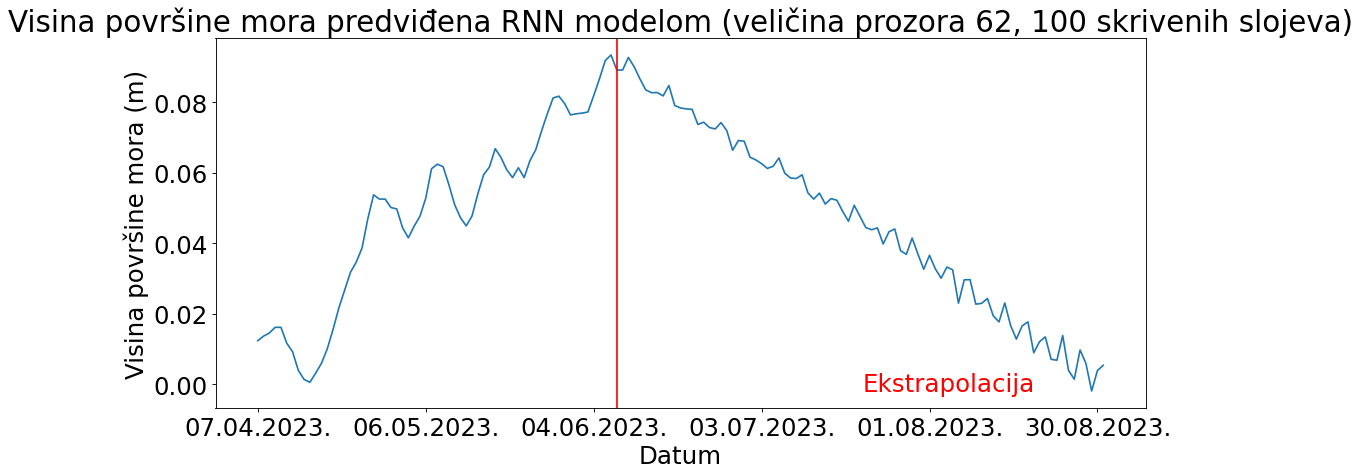 Visina površine mora predviđena RNN modelom (veličina prozora 62, 100 skrivenih slojeva)
Visina površine mora (m)
0.08
0.06
0.04
0.02
0.00
Ekstrapolacija
07.04.2023. 06.05.2023. 04.06.2023. 03.07.2023. 01.08.2023. 30.08.2023.
Datum